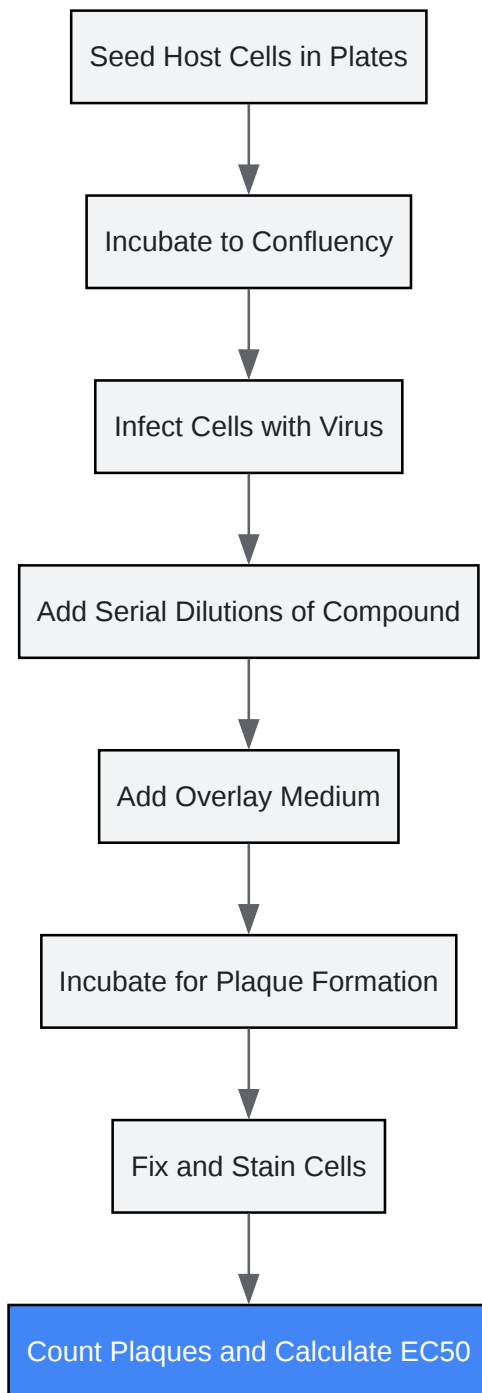 Seed Host Cells in Plates
Incubate to Confluency
Infect Cells with Virus
Add Serial Dilutions of Compound
Add Overlay Medium
Incubate for Plaque Formation
Fix and Stain Cells
Count Plaques and Calculate EC50